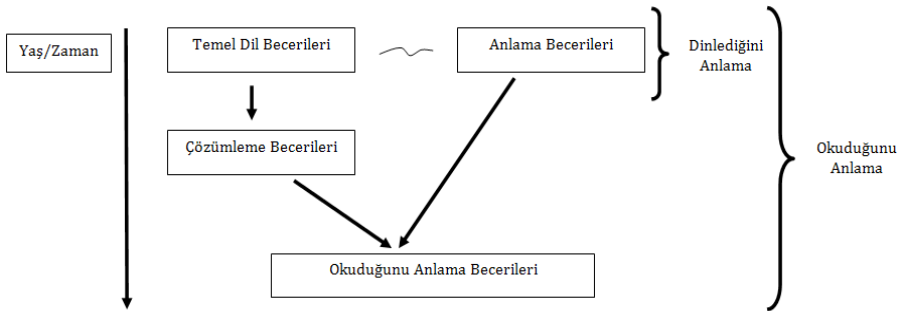 Yaş/Zaman
Temel Dil Becerileri
Anlama Becerileri
Dinlediğini
Anlama
Çözümleme Becerileri
Okuduğunu
Anlama
Okuduğunu Anlama Becerileri